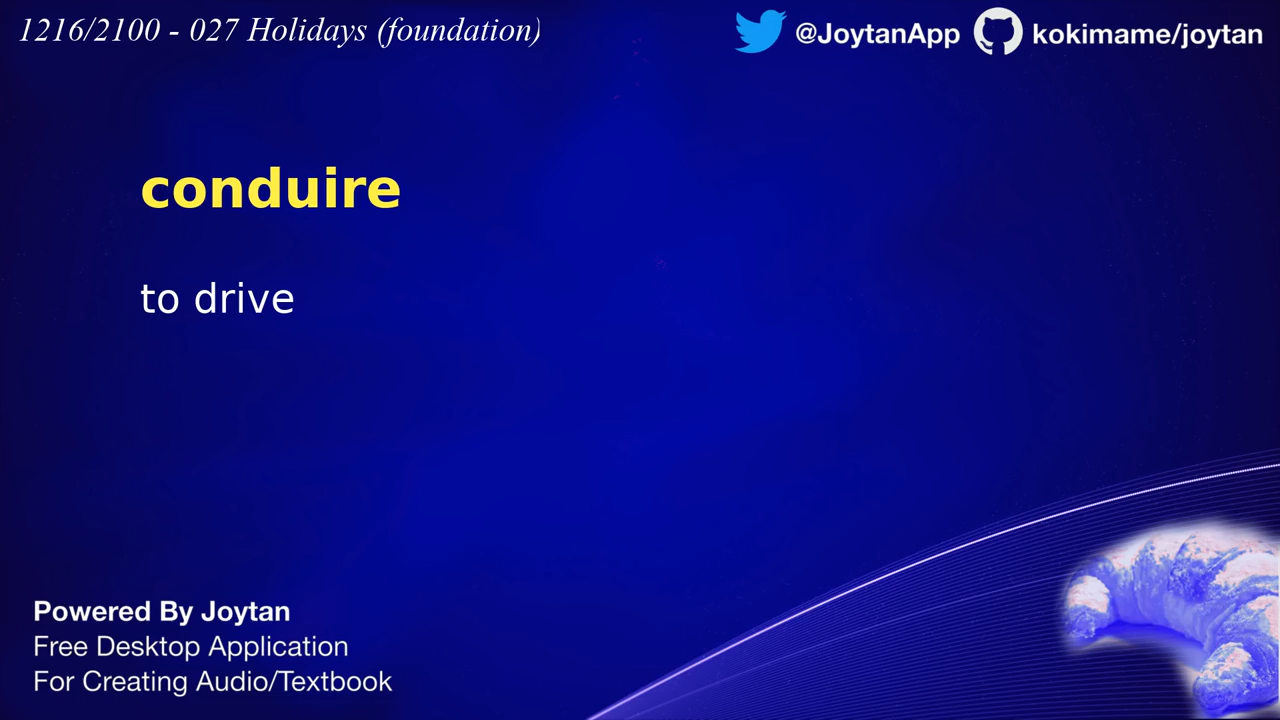 1216/2100 - 027 Holidays (foundation)
@JoytanApp
kokimame/joytan
conduire
to drive
Powered By Joytan
Free Desktop Application
For Creating Audio/Textbook